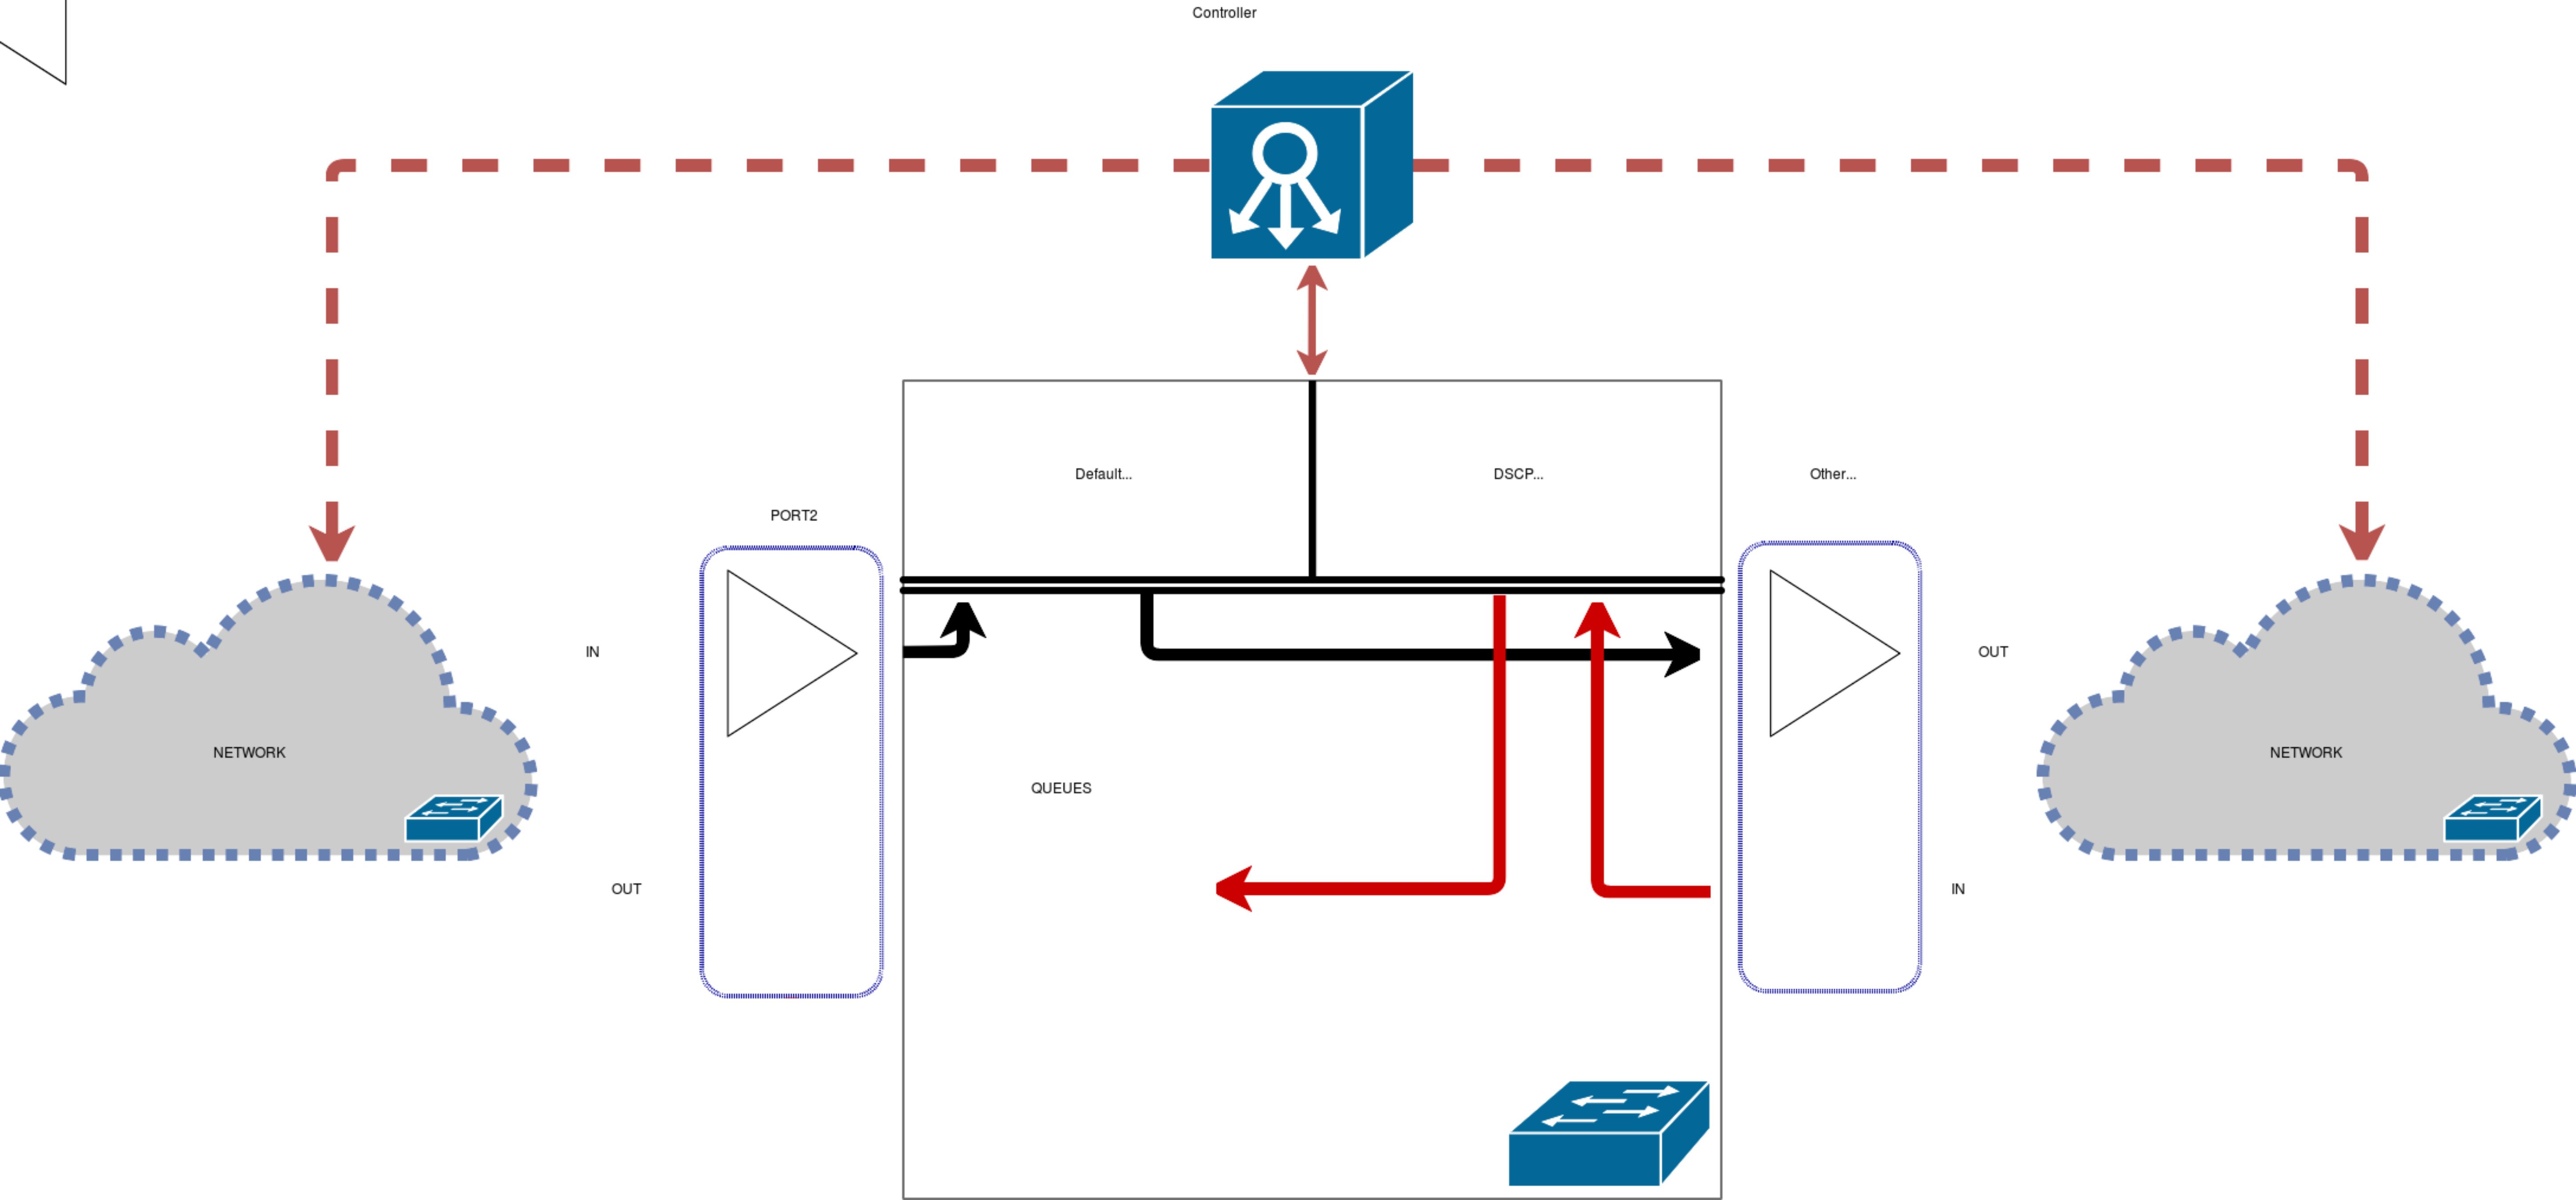 Controller
Default...
DSCP...
Other...
PORT2
IN
OUT
NETWORK
NETWORK
QUEUES
OUT
IN